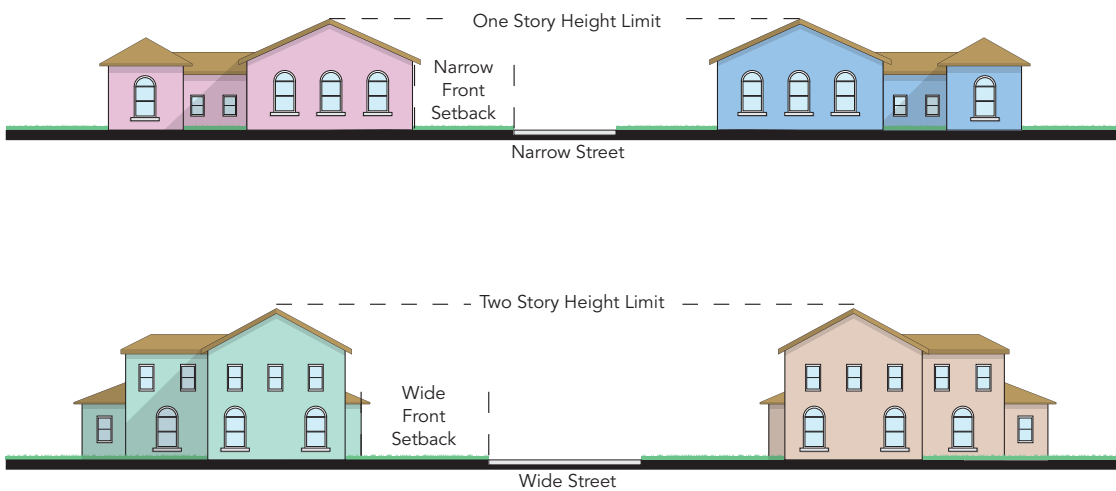 One Story Height Limit
Narrow
Front
Setback
Narrow Street
Two Story Height Limit
Wide
Front
Setback
Wide Street